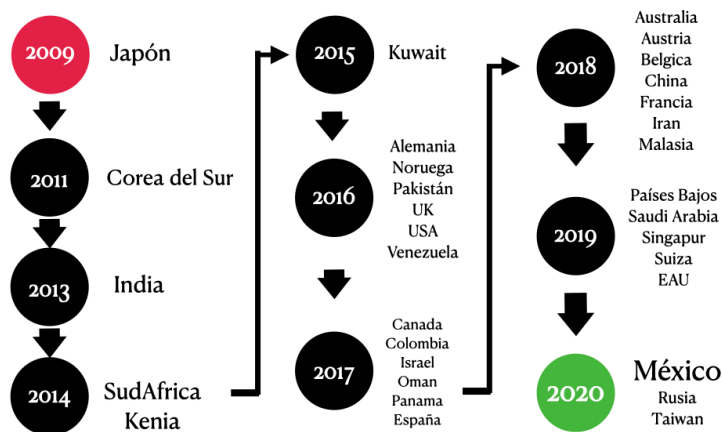 2009
Japón
2011
Corea del Sur
2013
India
2014
SudAfrica
Kenia
2015
Kuwait
2016
Alemania
Noruega
Pakistán
UK
USA
Venezuela
2017
Canada
Colombia
Israel
Oman
Panama
España
2018
Australia
Austria
Belgica
China
Francia
Iran
Malasia
2019
Países Bajos
Saudi Arabia
Singapur
Suiza
EAU
2020
México
Rusia
Taiwan